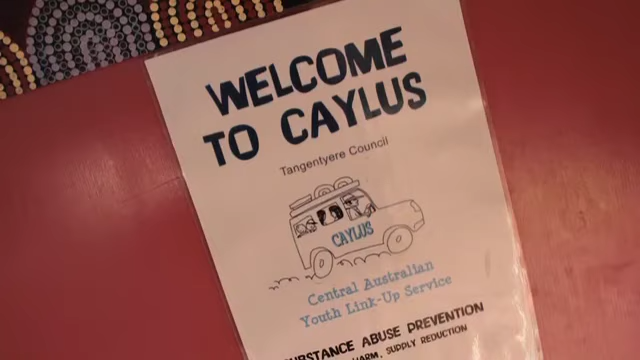 WELCOME
TO CAYLUS
Tangentyere Council
CAYLUS
Central Australian
Youth Link-Up Service
SUBSTANCE ABUSE PREVENTION
HARM, SUPPLY REDUCTION